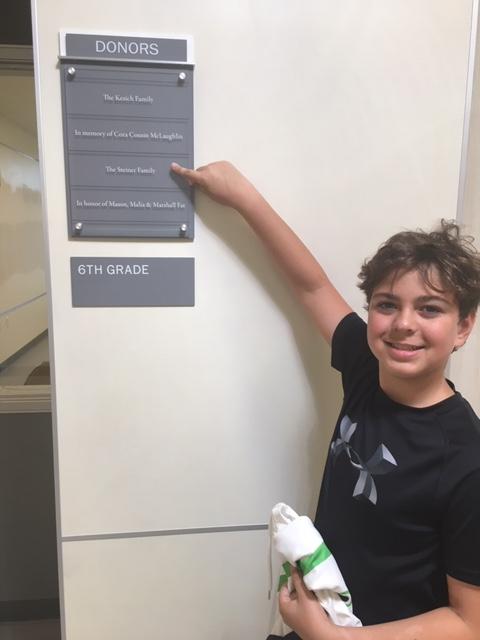 DONORS
The Kesich Family
In memory of Cora Cousin McLaughlin
The Steiner Family
In honor of Mason, Malia & Marshall Fat
6TH GRADE